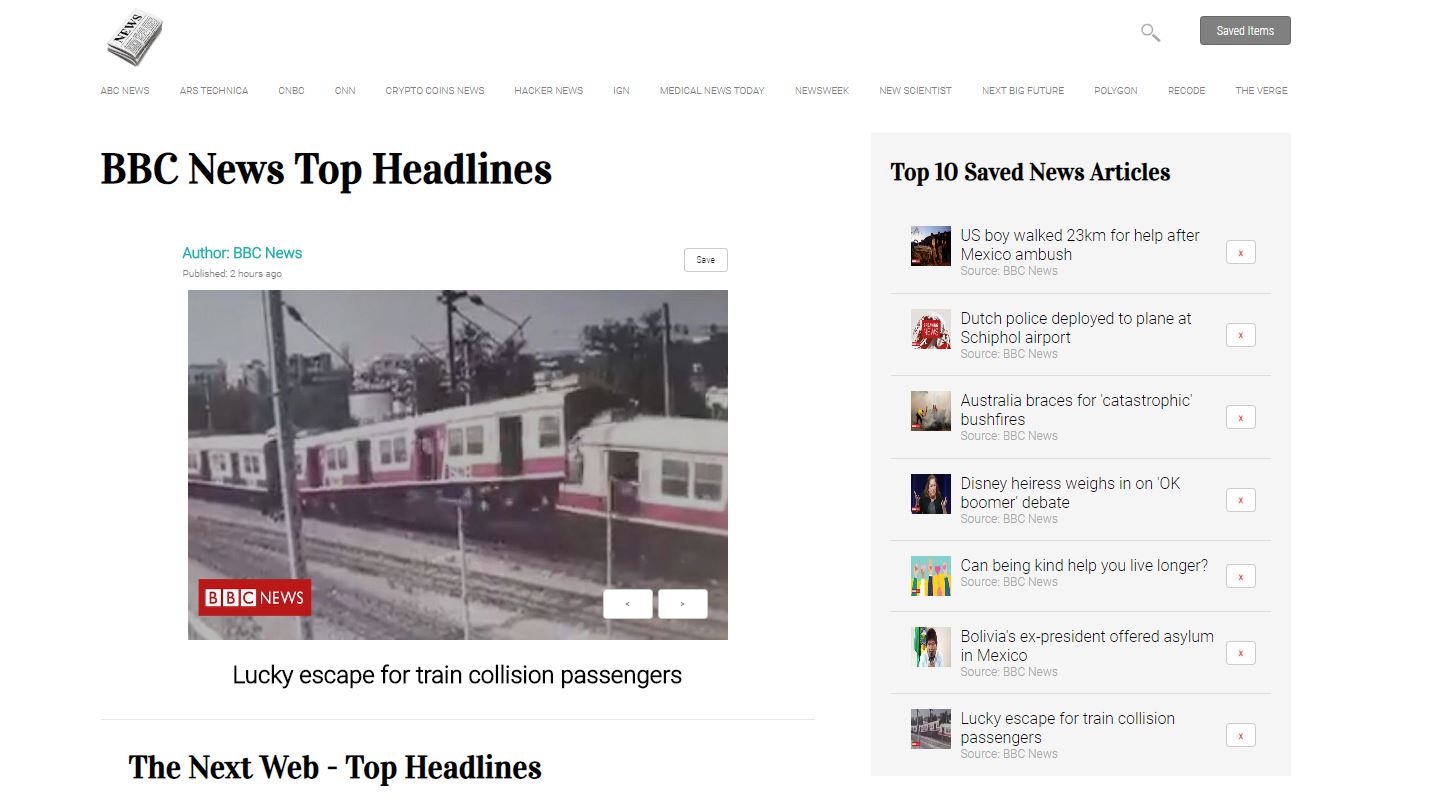 NEWS
Saved Items
ABC NEWS ARS TECHNICA CNBC CNN CRYPTO COINS NEWS HACKER NEWS IGN MEDICAL NEWS TODAY NEWSWEEK NEW SCIENTIST NEXT BIG FUTURE POLYGON RECODE THE VERGE
BBC News Top Headlines
Author: BBC News
Published: 2 hours ago
Save
BBC NEWS
<
>
Lucky escape for train collision passengers
The Next Web - Top Headlines
Top 10 Saved News Articles
US boy walked 23km for help after
Mexico ambush
Source: BBC News
x
BREAKING
NEWS
Dutch police deployed to plane at
Schiphol airport
Source: BBC News
x
Australia braces for 'catastrophic'
bushfires
Source: BBC News
x
Disney heiress weighs in on 'OK
boomer' debate
Source: BBC News
x
Can being kind help you live longer?
Source: BBC News
x
Bolivia's ex-president offered asylum
in Mexico
Source: BBC News
x
Lucky escape for train collision
passengers
Source: BBC News
x